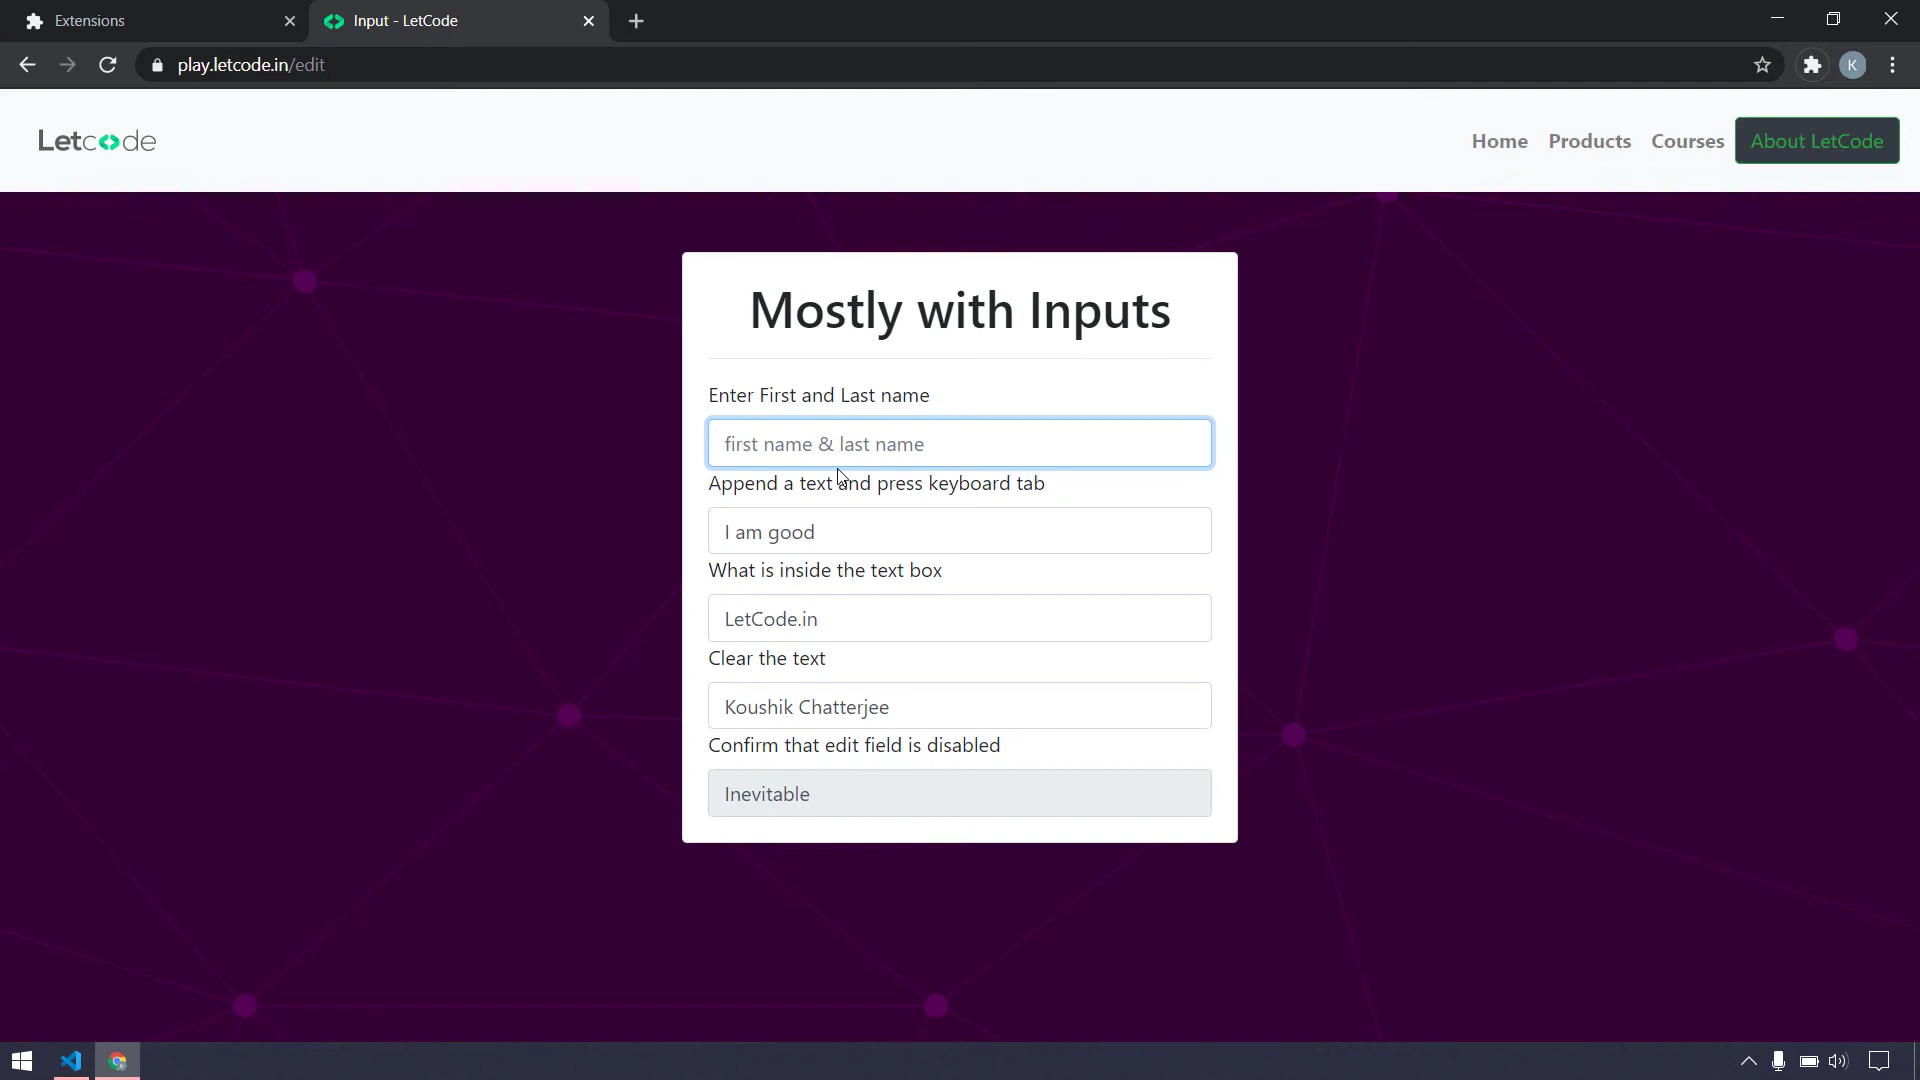 Extensions
Input - LetCode
play.letcode.in/edit
K
Letcode
Home
Products
Courses
About LetCode
Mostly with Inputs
Enter First and Last name
first name & last name
Append a text and press keyboard tab
I am good
What is inside the text box
LetCode.in
Clear the text
Koushik Chatterjee
Confirm that edit field is disabled
Inevitable